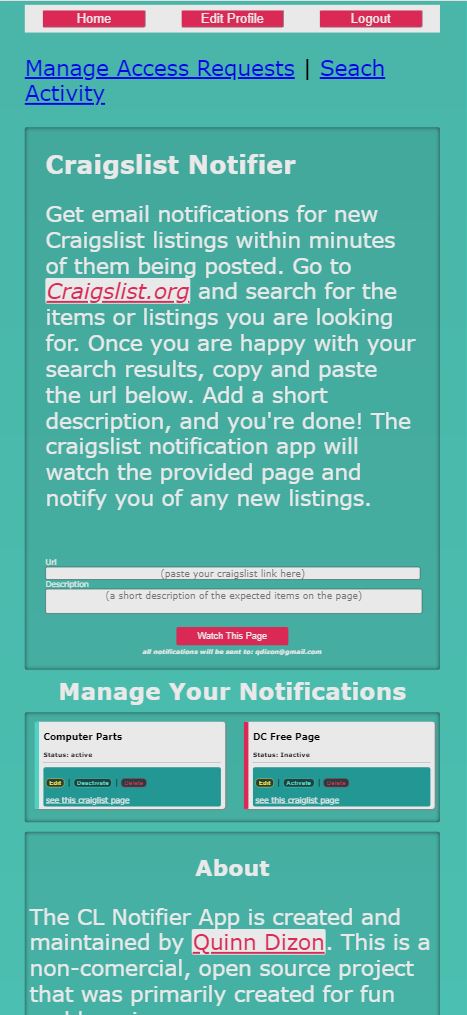 Home Edit Profile Logout
Manage Access Requests | Seach
Activity
Craigslist Notifier
Get email notifications for new
Craigslist listings within minutes
of them being posted. Go to
Craigslist.org and search for the
items or listings you are looking
for. Once you are happy with your
search results, copy and paste
the url below. Add a short
description, and you're done! The
craigslist notification app will
watch the provided page and
notify you of any new listings.
Url
(paste your craigslist link here)
Description
(a short description of the expected items on the page)
Watch This Page
all notifications will be sent to: qdizon@gmail.com
Manage Your Notifications
Computer Parts
Status: active
Edit | Deactivate | Delete
see this craiglist page
DC Free Page
Status: Inactive
Edit | Activate | Delete
see this craiglist page
About
The CL Notifier App is created and
maintained by Quinn Dizon. This is a
non-comercial, open source project
that was primarily created for fun